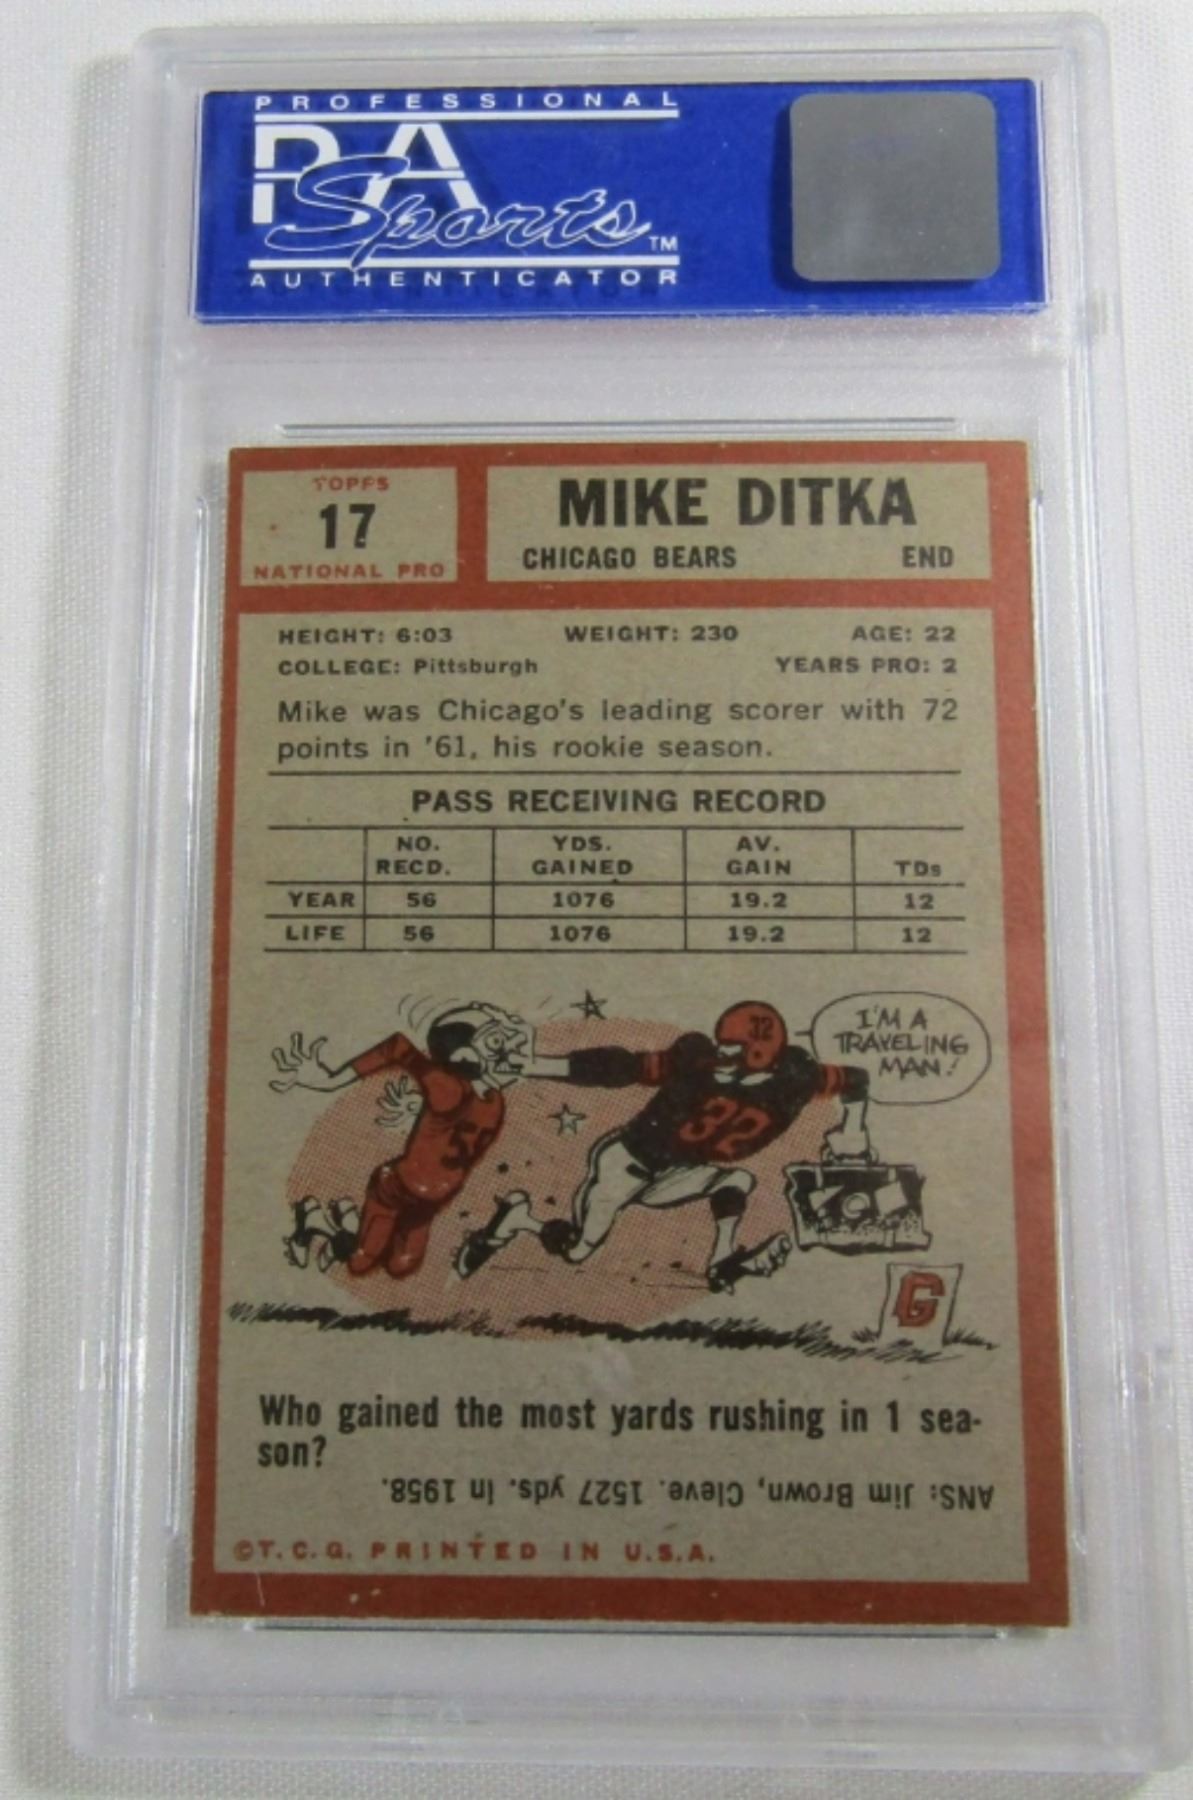 PROFESSIONAL
PSA
Sports™
AUTHENTICATOR
TOPPS
17
NATIONAL PRO
MIKE DITKA
CHICAGO BEARS END
HEIGHT: 6:03 WEIGHT: 230 AGE: 22
COLLEGE: Pittsburgh YEARS PRO: 2
Mike was Chicago's leading scorer with 72
points in '61, his rookie season.
PASS RECEIVING RECORD
NO. YDS. AV.
RECD. GAINED GAIN TDs
YEAR 56 1076 19.2 12
LIFE 56 1076 19.2 12
I'M A
TRAVELING
MAN!
32
32
G
Who gained the most yards rushing in 1 sea-
son?
ANS: Jim Brown, Cleve. 1527 yds. In 1958.
©T.C.G. PRINTED IN U.S.A.